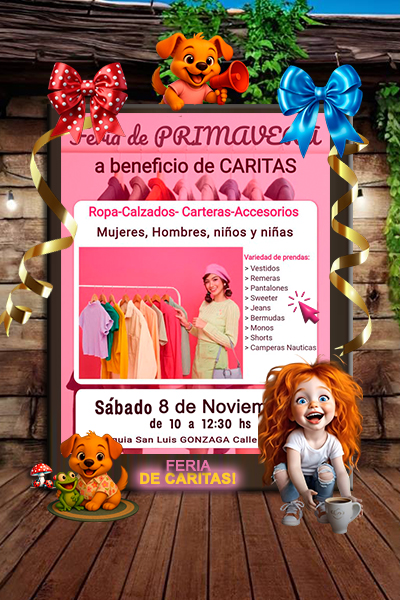 Feria de PRIMAVERA
a beneficio de CARITAS
Ropa-Calzados- Carteras-Accesorios
Mujeres, Hombres, niños y niñas
Variedad de prendas:
> Vestidos
> Remeras
> Pantalones
> Sweter
> Jeans
> Bermudas
> Monos
> Shorts
> Camperas Nauticas
Sábado 8 de Noviem
de 10 a 12:30 hs
quia San Luis GONZAGA Calle
FERIA
DE CARITAS!